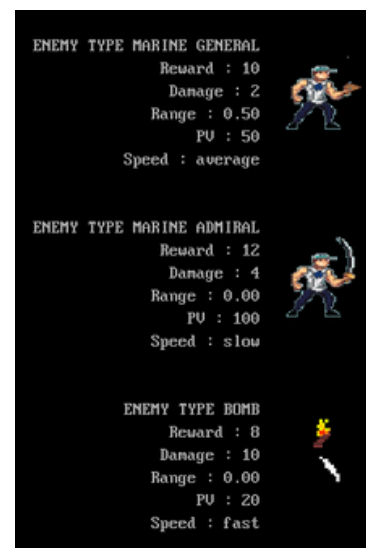 ENEMY TYPE MARINE GENERAL
Reward : 10
Damage : 2
Range : 0.50
PV : 50
Speed : average
ENEMY TYPE MARINE ADMIRAL
Reward : 12
Damage : 4
Range : 0.00
PV : 100
Speed : slow
ENEMY TYPE BOMB
Reward : 8
Damage : 10
Range : 0.00
PV : 20
Speed : fast